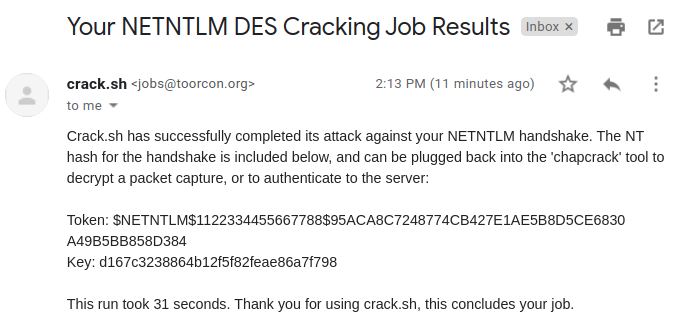 Your NETNTLM DES Cracking Job Results Inbox ×
crack.sh <jobs@toorcon.org> 2:13 PM (11 minutes ago)
to me
Crack.sh has successfully completed its attack against your NETNTLM handshake. The NT
hash for the handshake is included below, and can be plugged back into the 'chapcrack' tool to
decrypt a packet capture, or to authenticate to the server:
Token: $NETNTLM$1122334455667788$95ACA8C7248774CB427E1AE5B8D5CE6830
A49B5BB858D384
Key: d167c3238864b12f5f82feae86a7f798
This run took 31 seconds. Thank you for using crack.sh, this concludes your job.